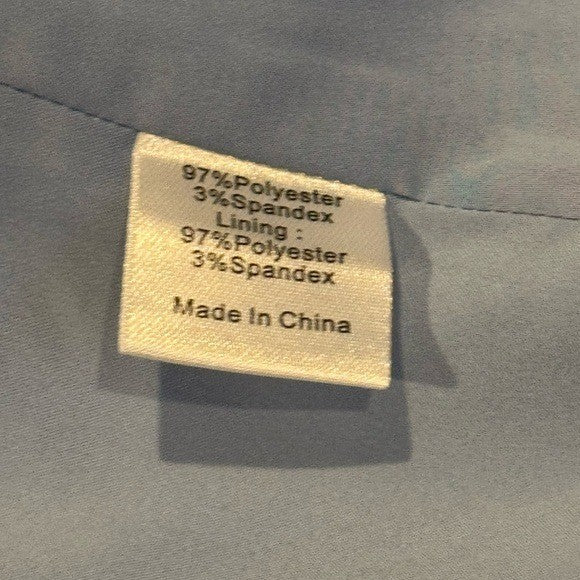 97%Polyester
3%Spandex
Lining :
97%Polyester
3%Spandex
Made In China